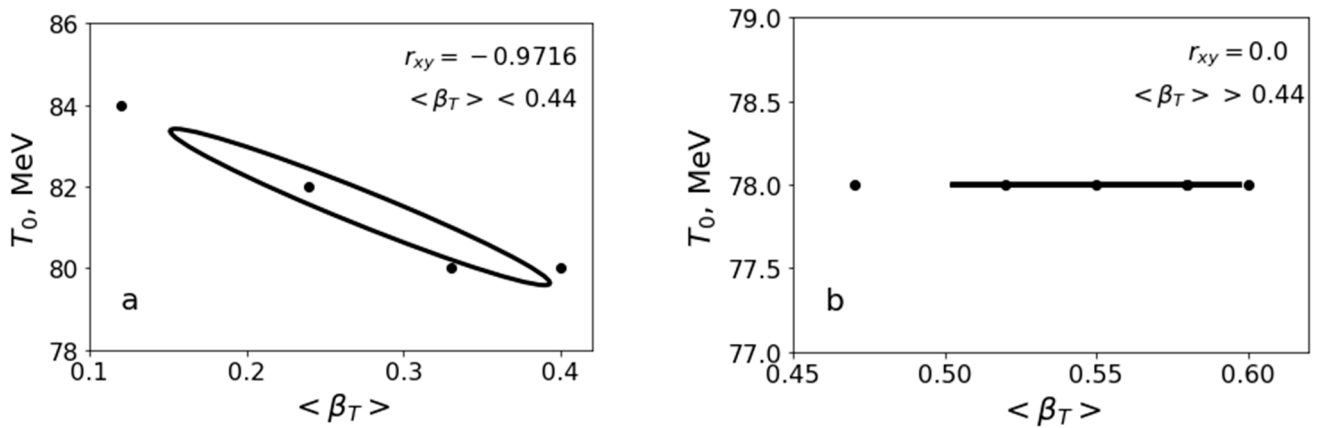 86
84
82
80
78
T₀, MeV
r_xy = −0.9716
<β_T> < 0.44
a
0.1 0.2 0.3 0.4
<β_T>
79.0
78.5
78.0
77.5
77.0
T₀, MeV
r_xy = 0.0
<β_T> > 0.44
b
0.45 0.50 0.55 0.60
<β_T>